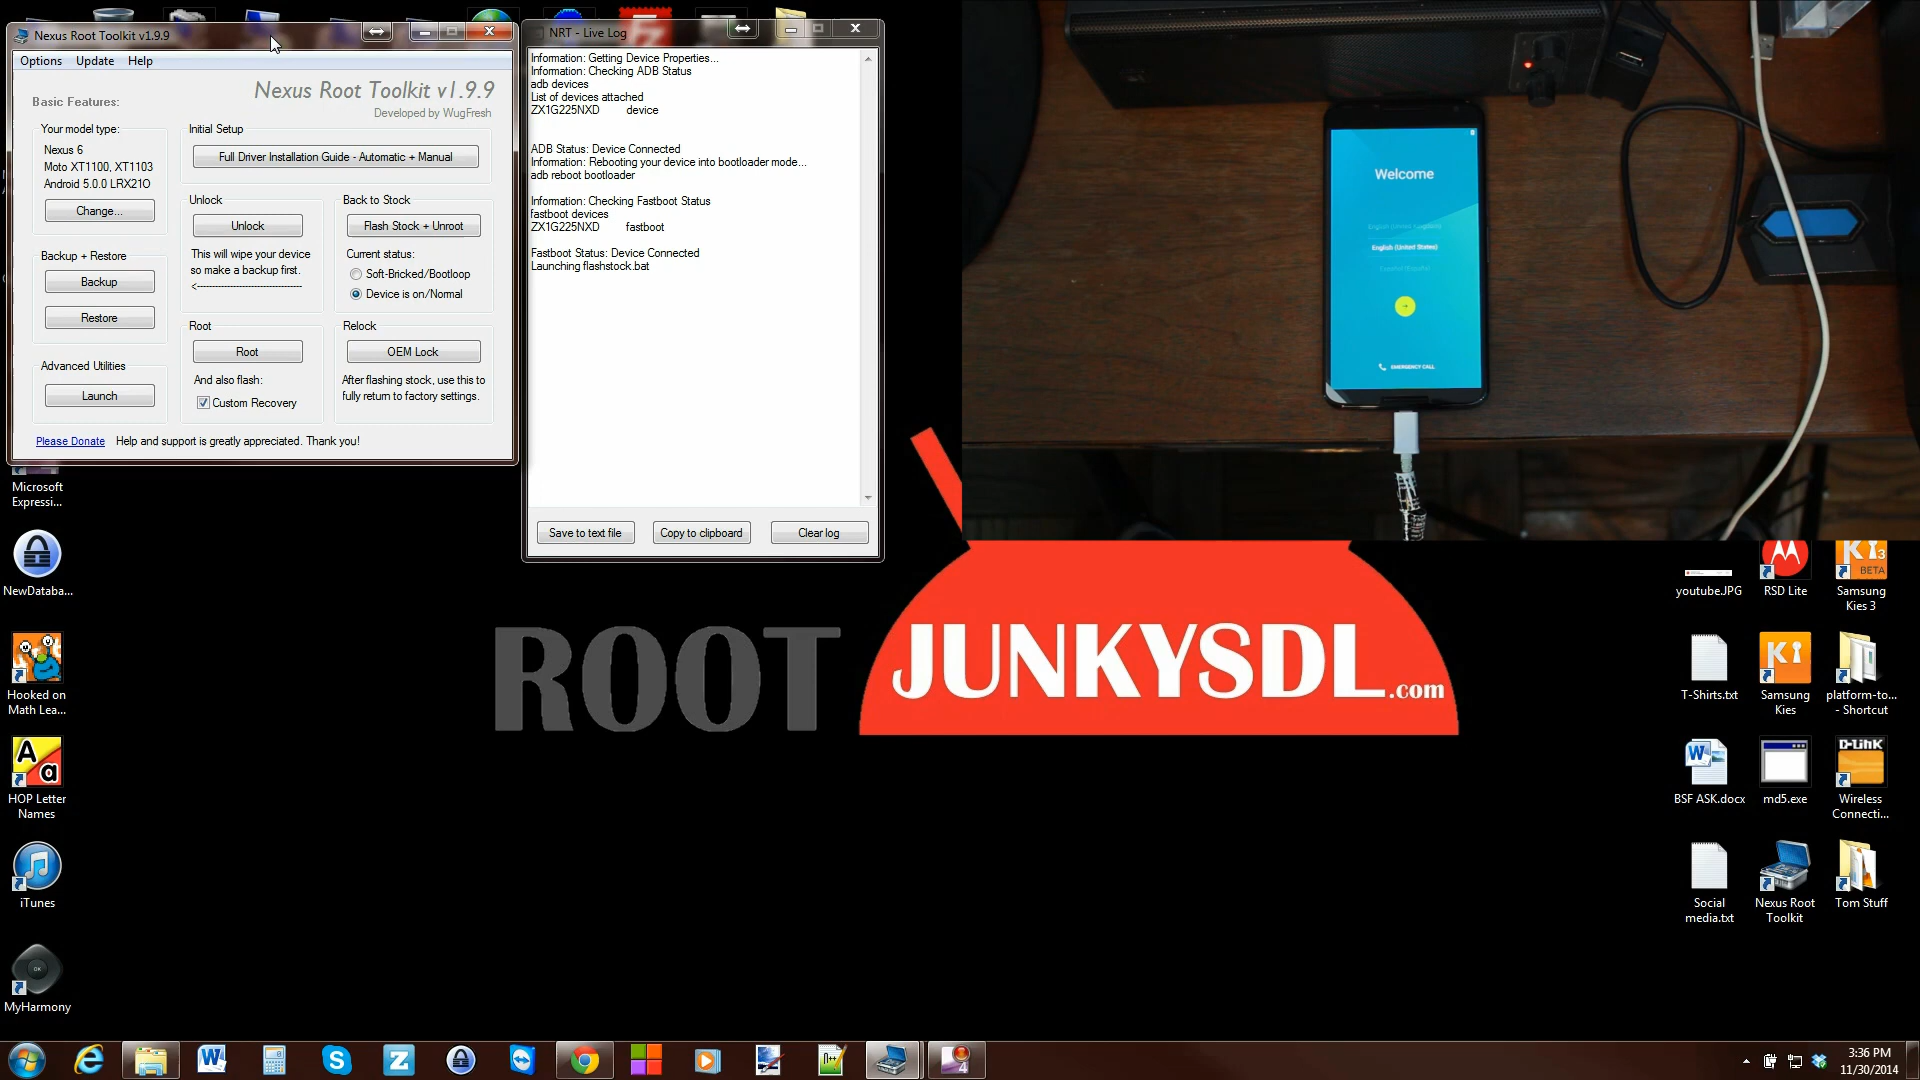 Nexus Root Toolkit v1.9.9
Options Update Help
Nexus Root Toolkit v1.9.9
Developed by WugFresh
Basic Features:
Your model type:
Nexus 6
Moto XT1100, XT1103
Android 5.0.0 LRX21O
Change...
Initial Setup
Full Driver Installation Guide - Automatic + Manual
Unlock
Unlock
This will wipe your device
so make a backup first.
<-----------------------------------
Back to Stock
Flash Stock + Unroot
Current status:
Soft-Bricked/Bootloop
Device is on/Normal
Backup + Restore
Backup
Restore
Root
Root
And also flash:
Custom Recovery
Relock
OEM Lock
After flashing stock, use this to
fully return to factory settings.
Advanced Utilities
Launch
Please Donate Help and support is greatly appreciated. Thank you!
NRT - Live Log
Information: Getting Device Properties...
Information: Checking ADB Status
adb devices
List of devices attached
ZX1G225NXD device
ADB Status: Device Connected
Information: Rebooting your device into bootloader mode...
adb reboot bootloader
Information: Checking Fastboot Status
fastboot devices
ZX1G225NXD fastboot
Fastboot Status: Device Connected
Launching flashstock.bat
Save to text file
Copy to clipboard
Clear log
Welcome
English (United States)
EMERGENCY CALL
ROOT JUNKYSDL.com
Microsoft
Expressi...
NewDataba...
Hooked on
Math Lea...
HOP Letter
Names
iTunes
OK
MyHarmony
youtube.JPG
RSD Lite
Ki 3
BETA
Samsung
Kies 3
T-Shirts.txt
Ki
Samsung
Kies
platform-to...
- Shortcut
BSF ASK.docx
md5.exe
D-Link
Wireless
Connecti...
Social
media.txt
Nexus Root
Toolkit
Tom Stuff
3:36 PM
11/30/2014